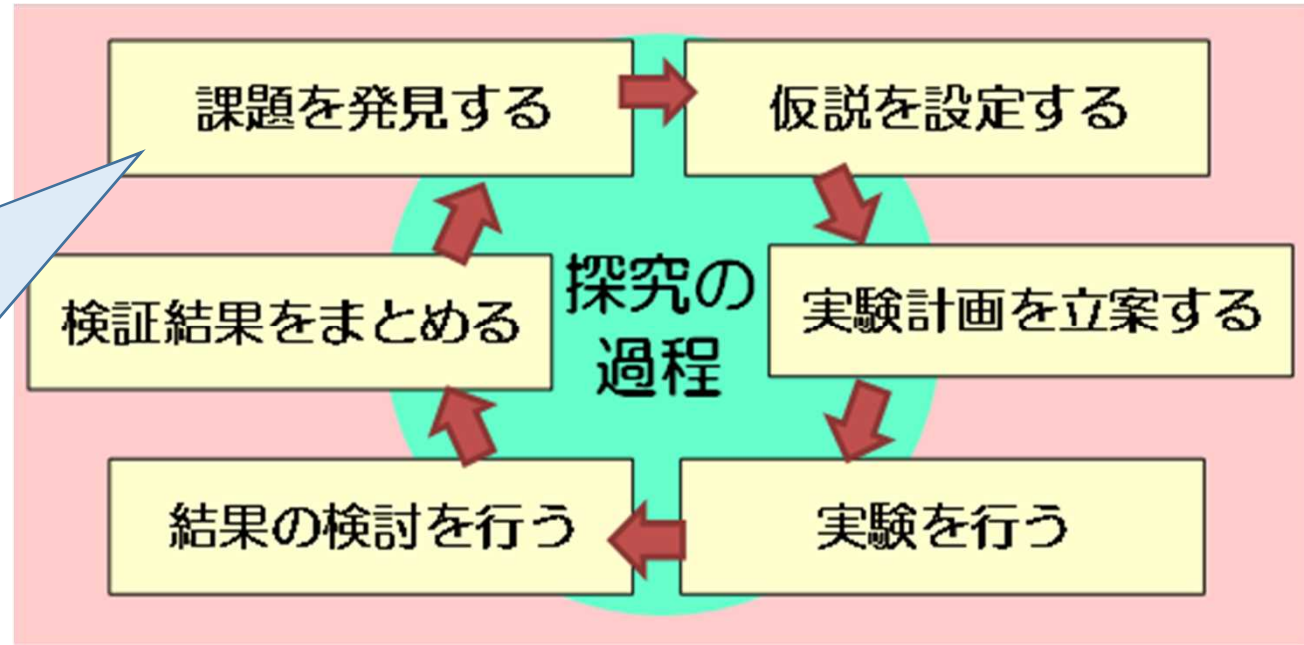 課題を発見する
仮説を設定する
探究の
過程
検証結果をまとめる
実験計画を立案する
結果の検討を行う
実験を行う